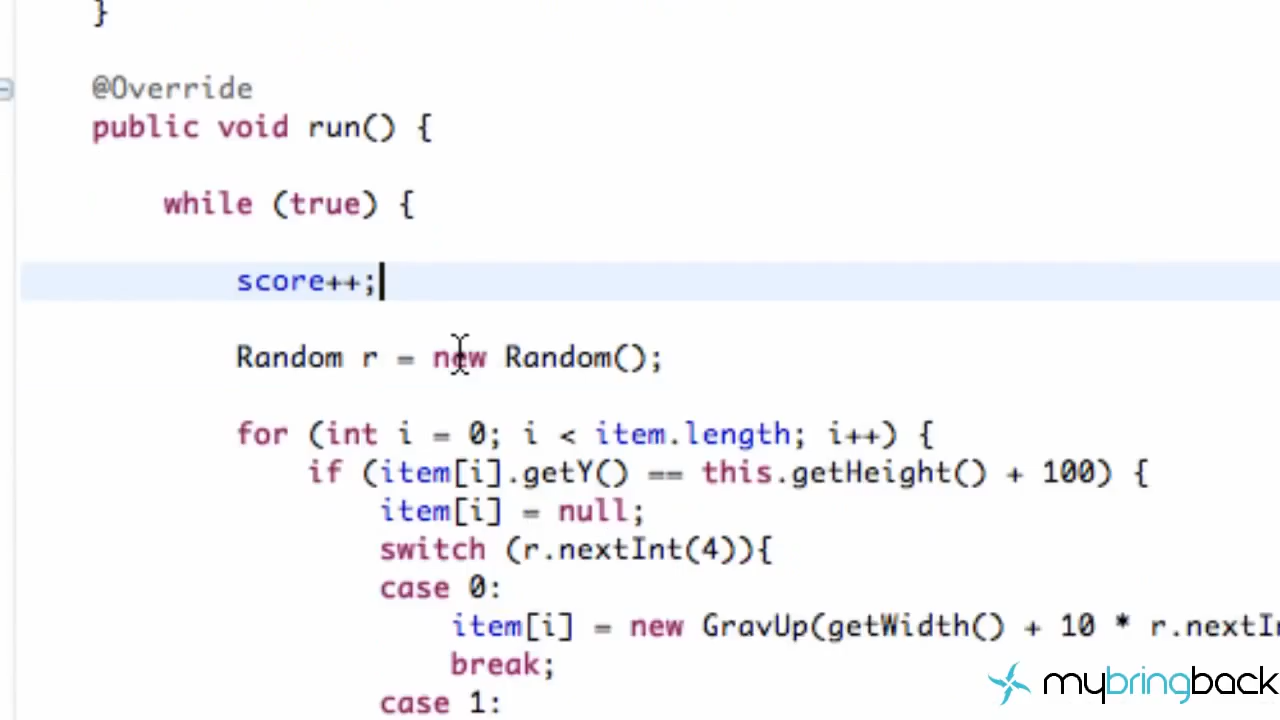 }
@Override
public void run() {
while (true) {
score++;
Random r = new Random();
for (int i = 0; i < item.length; i++) {
if (item[i].getY() == this.getHeight() + 100) {
item[i] = null;
switch (r.nextInt(4)){
case 0:
item[i] = new GravUp(getWidth() + 10 * r.nextIn
break;
case 1:
mybringback